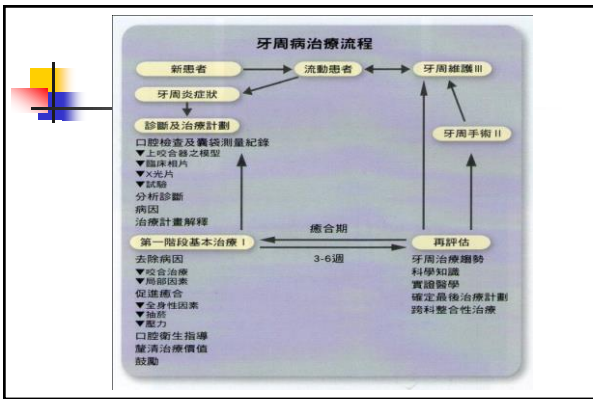 牙周病治療流程
新患者
流動患者
牙周維護III
牙周炎症狀
診斷及治療計劃
口腔檢查及囊袋測量紀錄
▼上咬合器之模型
▼臨床相片
▼X光片
▼試驗
分析診斷
病因
治療計畫解釋
牙周手術II
癒合期
第一階段基本治療I
3-6週
再評估
去除病因
▼咬合治療
▼局部因素
促進癒合
▼全身性因素
▼抽菸
▼壓力
口腔衛生指導
釐清治療價值
鼓勵
牙周治療趨勢
科學知識
實證醫學
確定最後治療計劃
跨科整合性治療